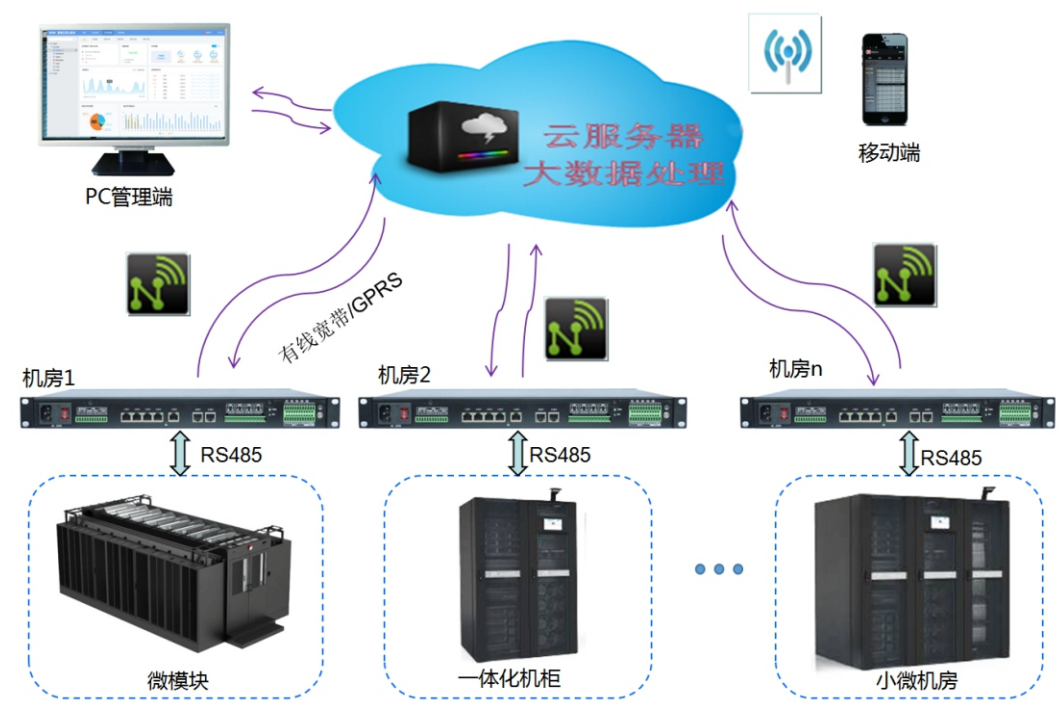 云服务器
大数据处理
移动端
PC管理端
有线宽带/GPRS
机房1
机房2
机房n
RS485
RS485
RS485
微模块
一体化机柜
小微机房